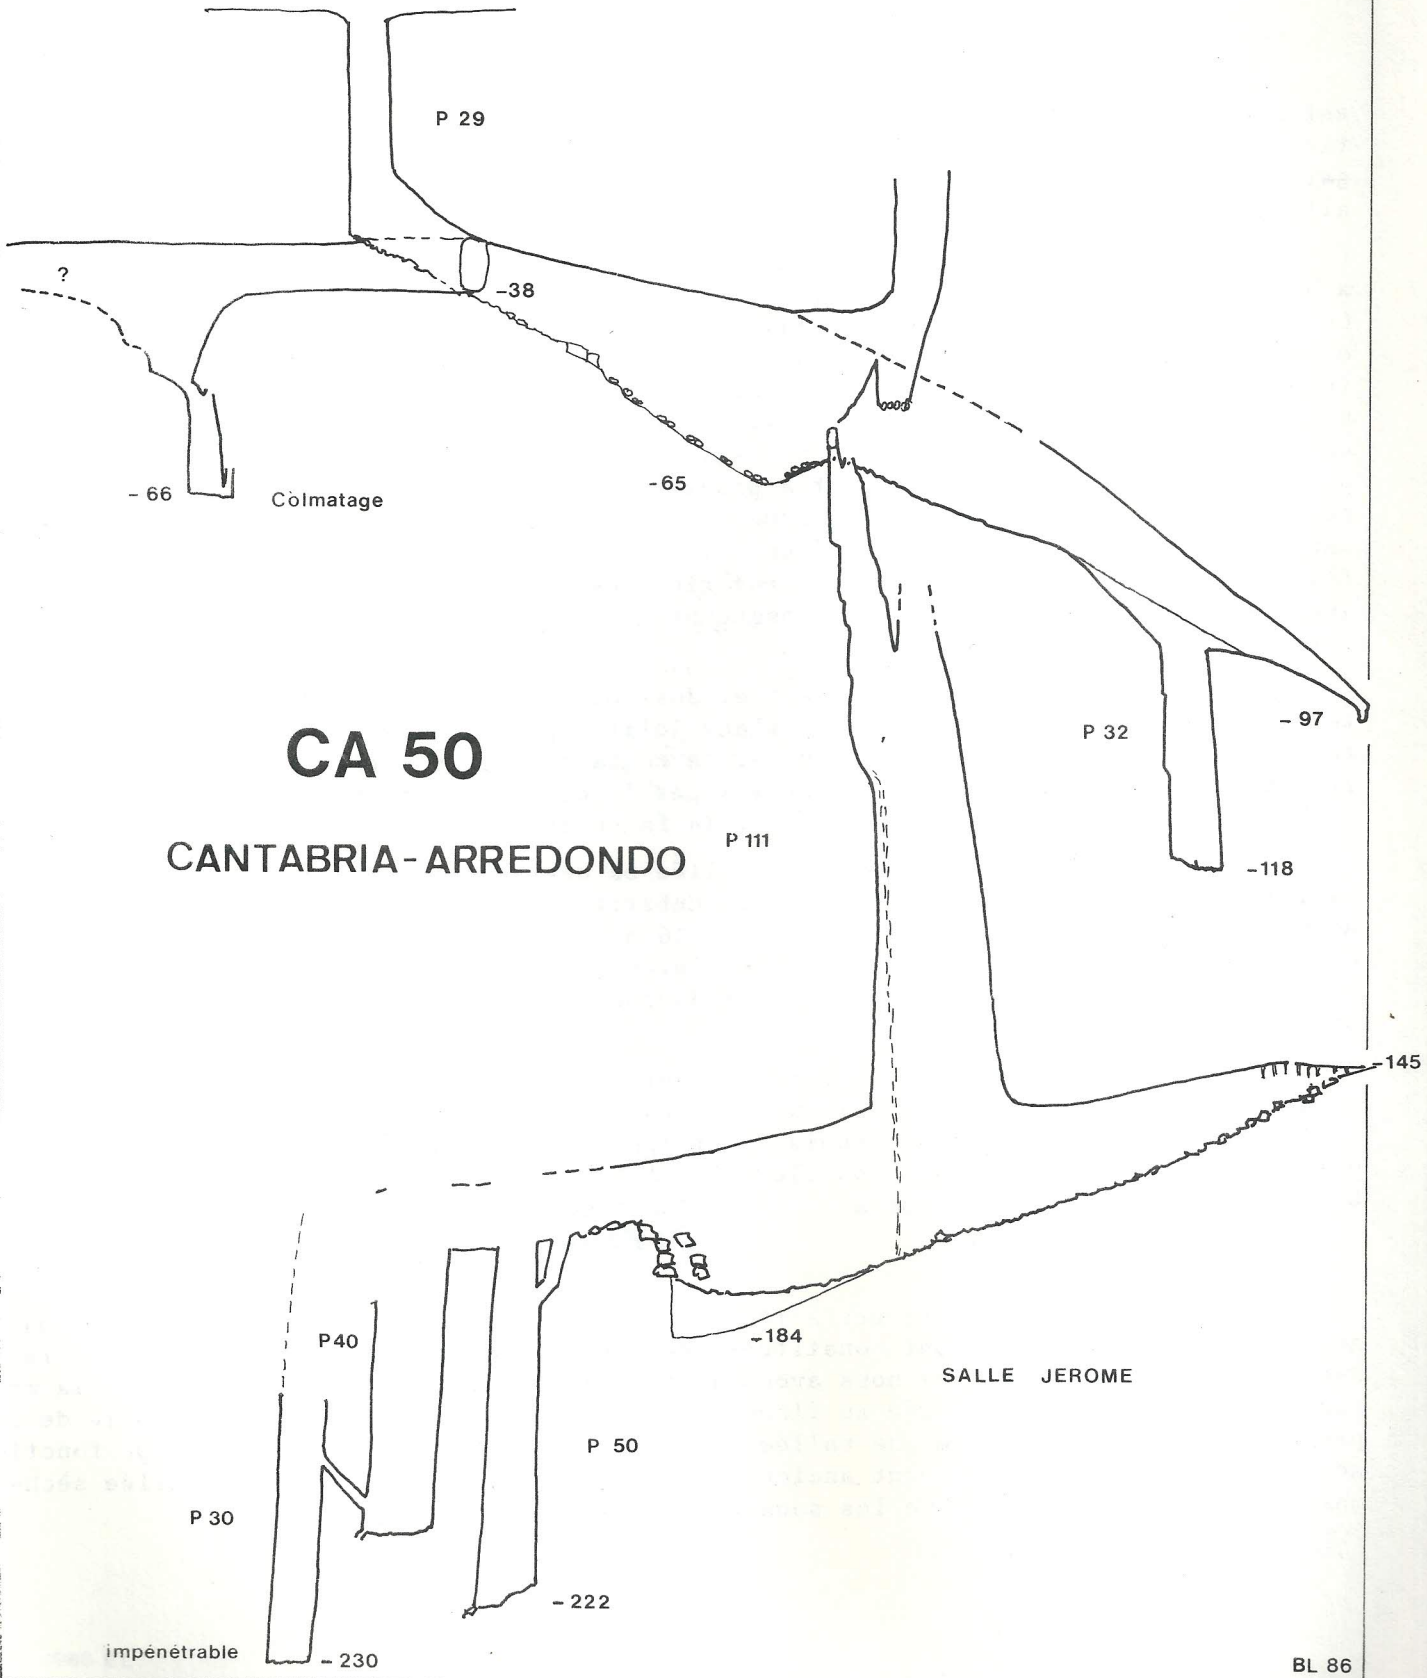 P 29
?
-38
- 66
Colmatage
-65
- 97
P 32
CA 50
CANTABRIA-ARREDONDO
P 111
-118
-145
P40
-184
SALLE JEROME
P 50
P 30
- 222
impénétrable
- 230
BL 86